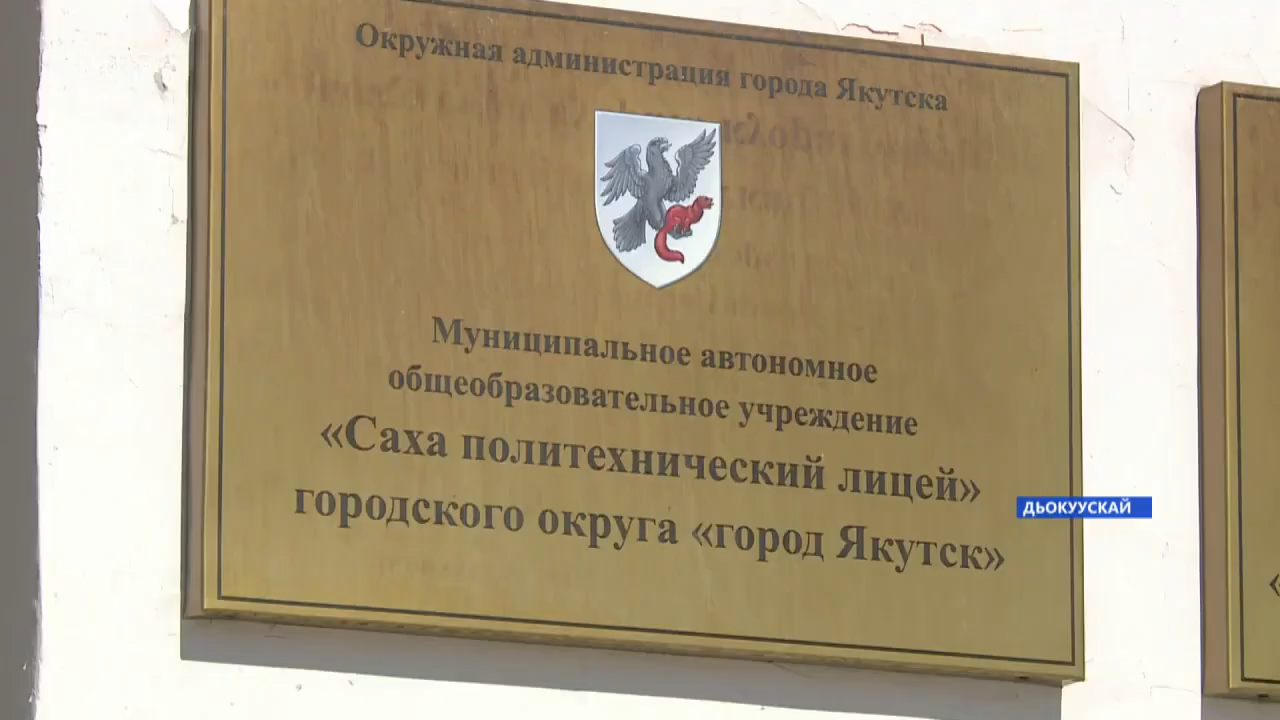 Окружная администрация города Якутска
Муниципальное автономное
общеобразовательное учреждение
«Саха политехнический лицей»
городского округа «город Якутск»
ДЬОКУУСКАЙ